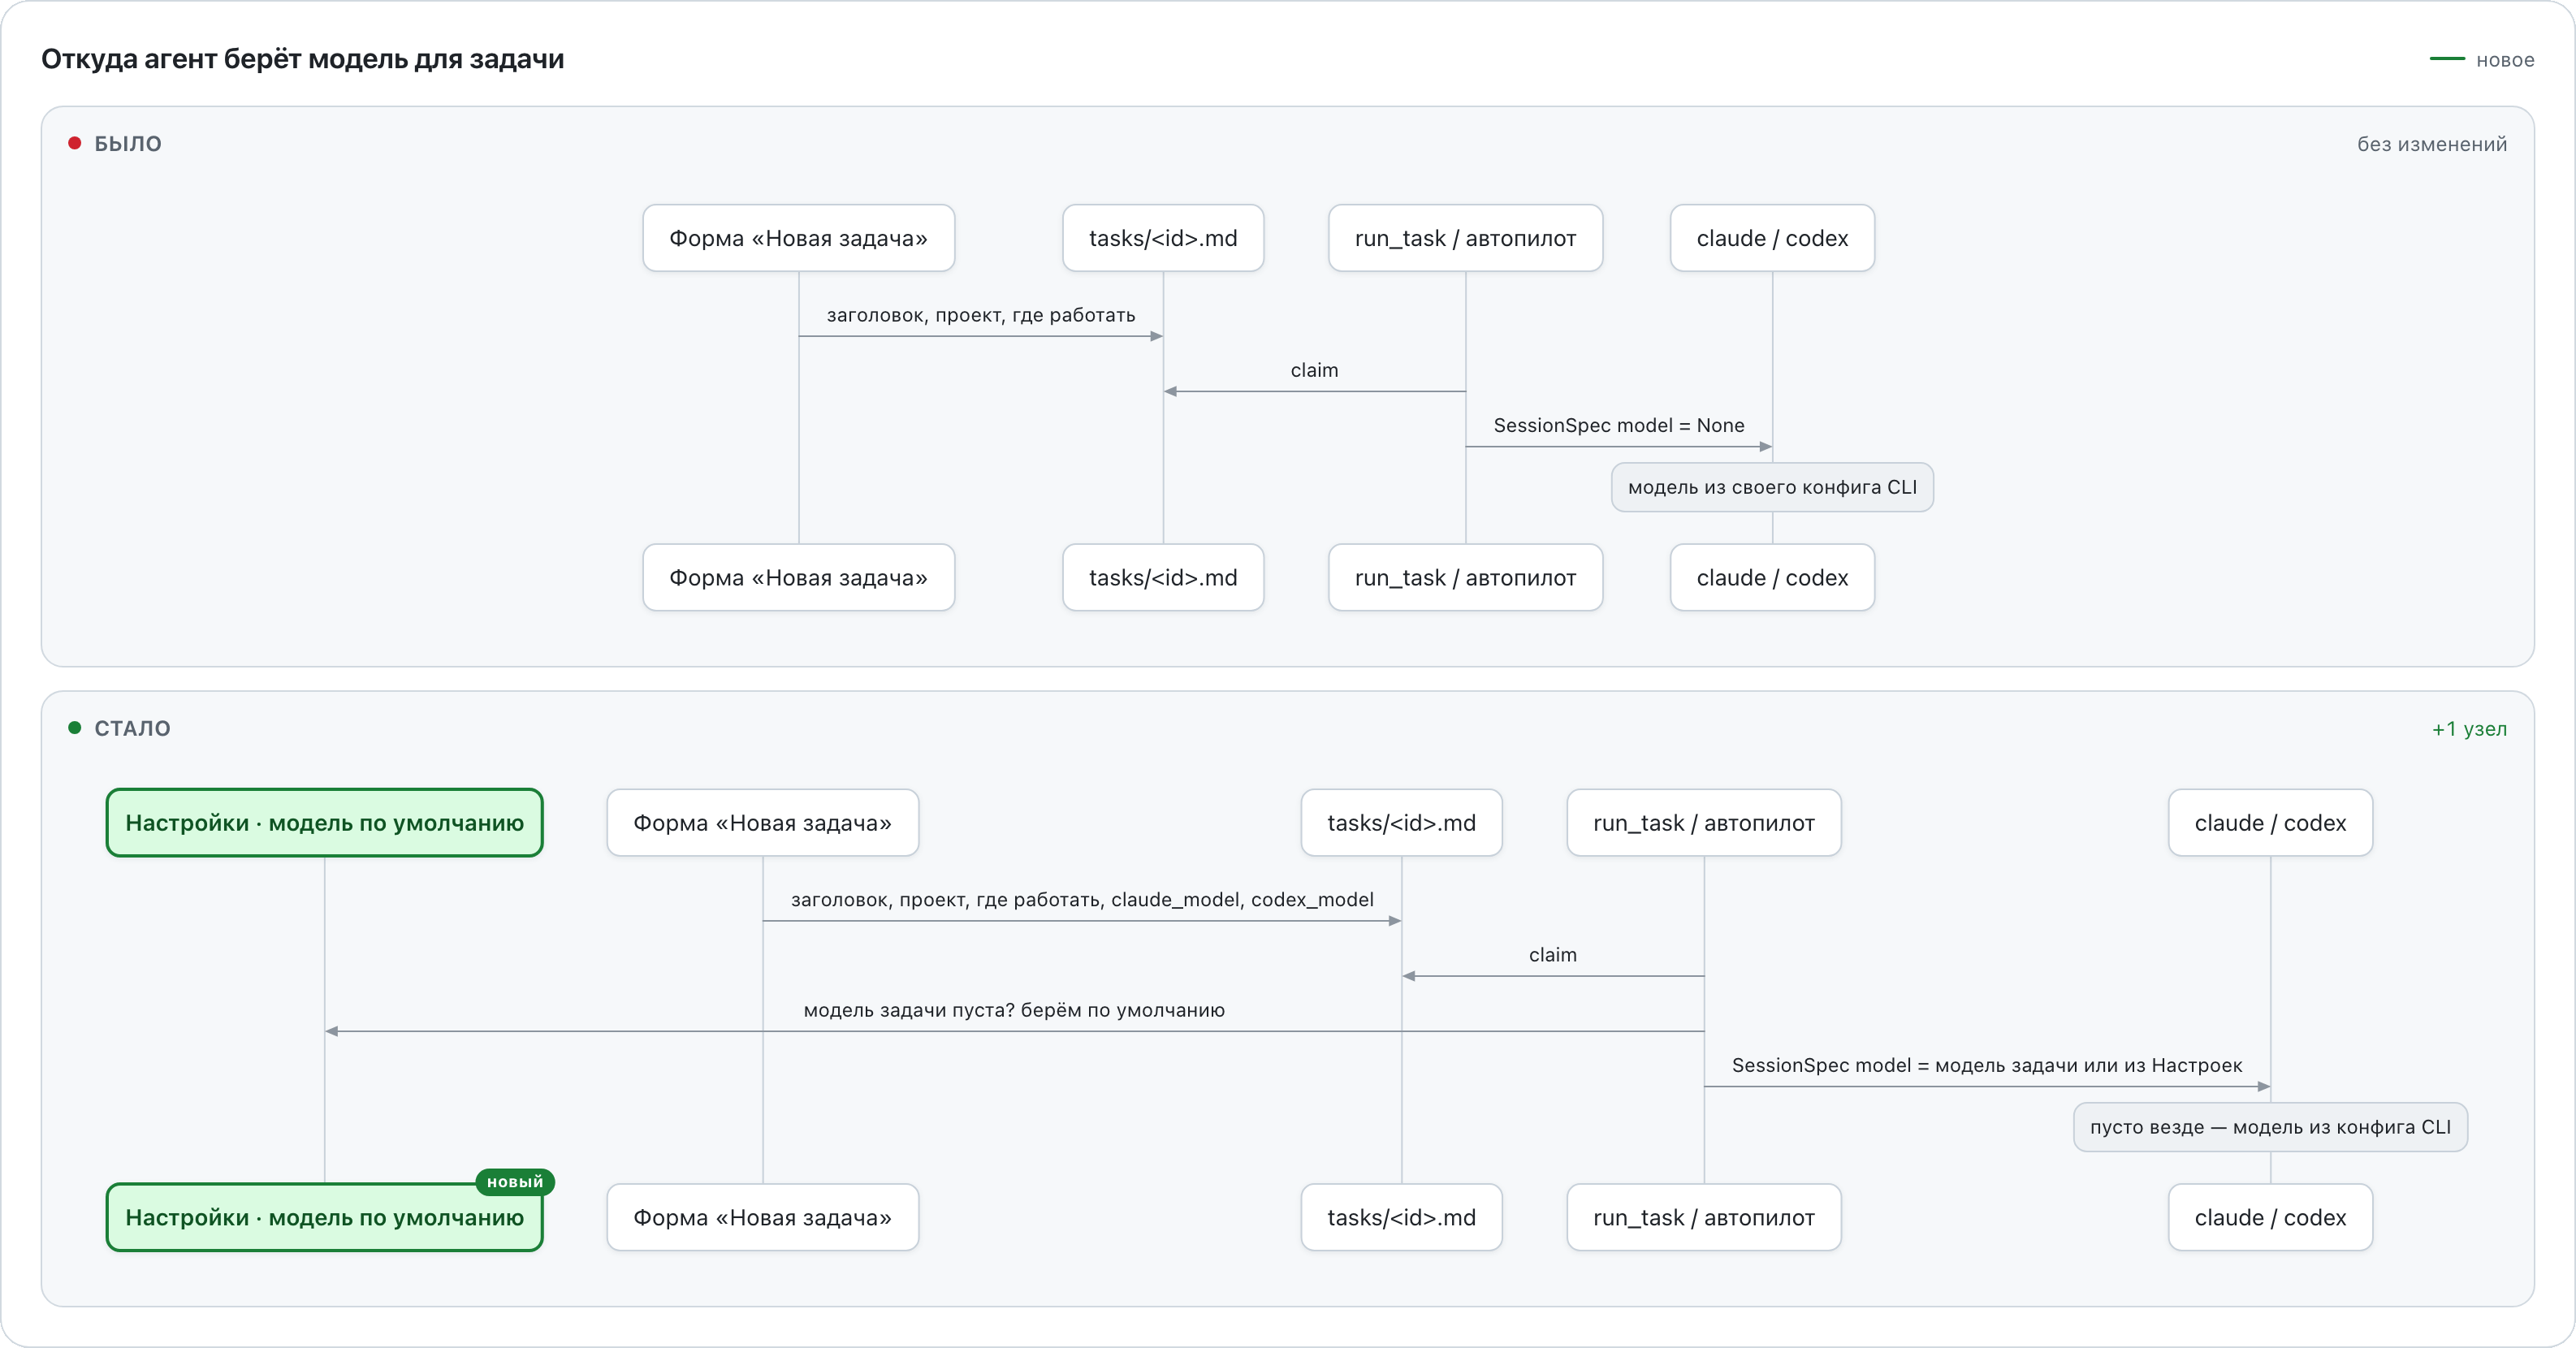 Откуда агент берёт модель для задачи
новое
БЫЛО
без изменений
Форма «Новая задача»
tasks/<id>.md
run_task / автопилот
claude / codex
заголовок, проект, где работать
claim
SessionSpec model = None
модель из своего конфига CLI
Форма «Новая задача»
tasks/<id>.md
run_task / автопилот
claude / codex
СТАЛО
+1 узел
Настройки · модель по умолчанию
Форма «Новая задача»
tasks/<id>.md
run_task / автопилот
claude / codex
заголовок, проект, где работать, claude_model, codex_model
claim
модель задачи пуста? берём по умолчанию
SessionSpec model = модель задачи или из Настроек
пусто везде — модель из конфига CLI
новый
Настройки · модель по умолчанию
Форма «Новая задача»
tasks/<id>.md
run_task / автопилот
claude / codex